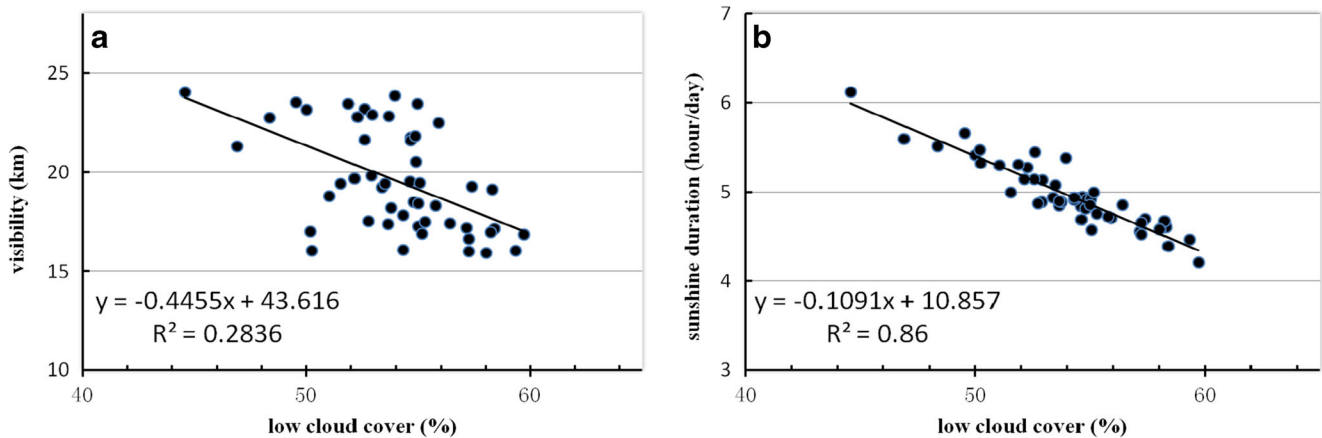 a
25
20
15
10
visibility (km)
y = -0.4455x + 43.616
R² = 0.2836
40 50 60
low cloud cover (%)
b
7
6
5
4
3
sunshine duration (hour/day)
y = -0.1091x + 10.857
R² = 0.86
40 50 60
low cloud cover (%)